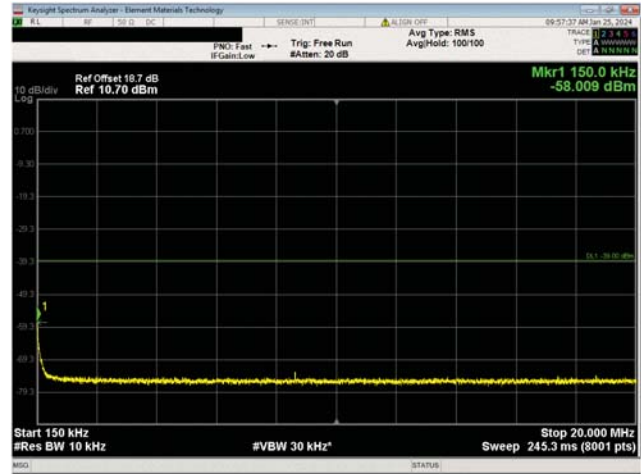 Keysight Spectrum Analyzer - Element Materials Technology
RL RF 50 Ω DC SENSE:INT ALIGN OFF 09:57:37 AM Jan 25, 2024
PNO: Fast Trig: Free Run Avg Type: RMS TRACE 1 2 3 4 5 6
IFGain:Low #Atten: 20 dB Avg|Hold: 100/100 TYPE A WWWWW
DET A N N N N N
Mkr1 150.0 kHz
-58.009 dBm
Ref Offset 18.7 dB
10 dB/div Ref 10.70 dBm
Log
0.700
-9.30
-19.3
-29.3
-39.3
DL1 -39.00 dBm
-49.3
1
-59.3
-69.3
-79.3
Start 150 kHz Stop 20.000 MHz
#Res BW 10 kHz #VBW 30 kHz* Sweep 245.3 ms (8001 pts)
MSG STATUS